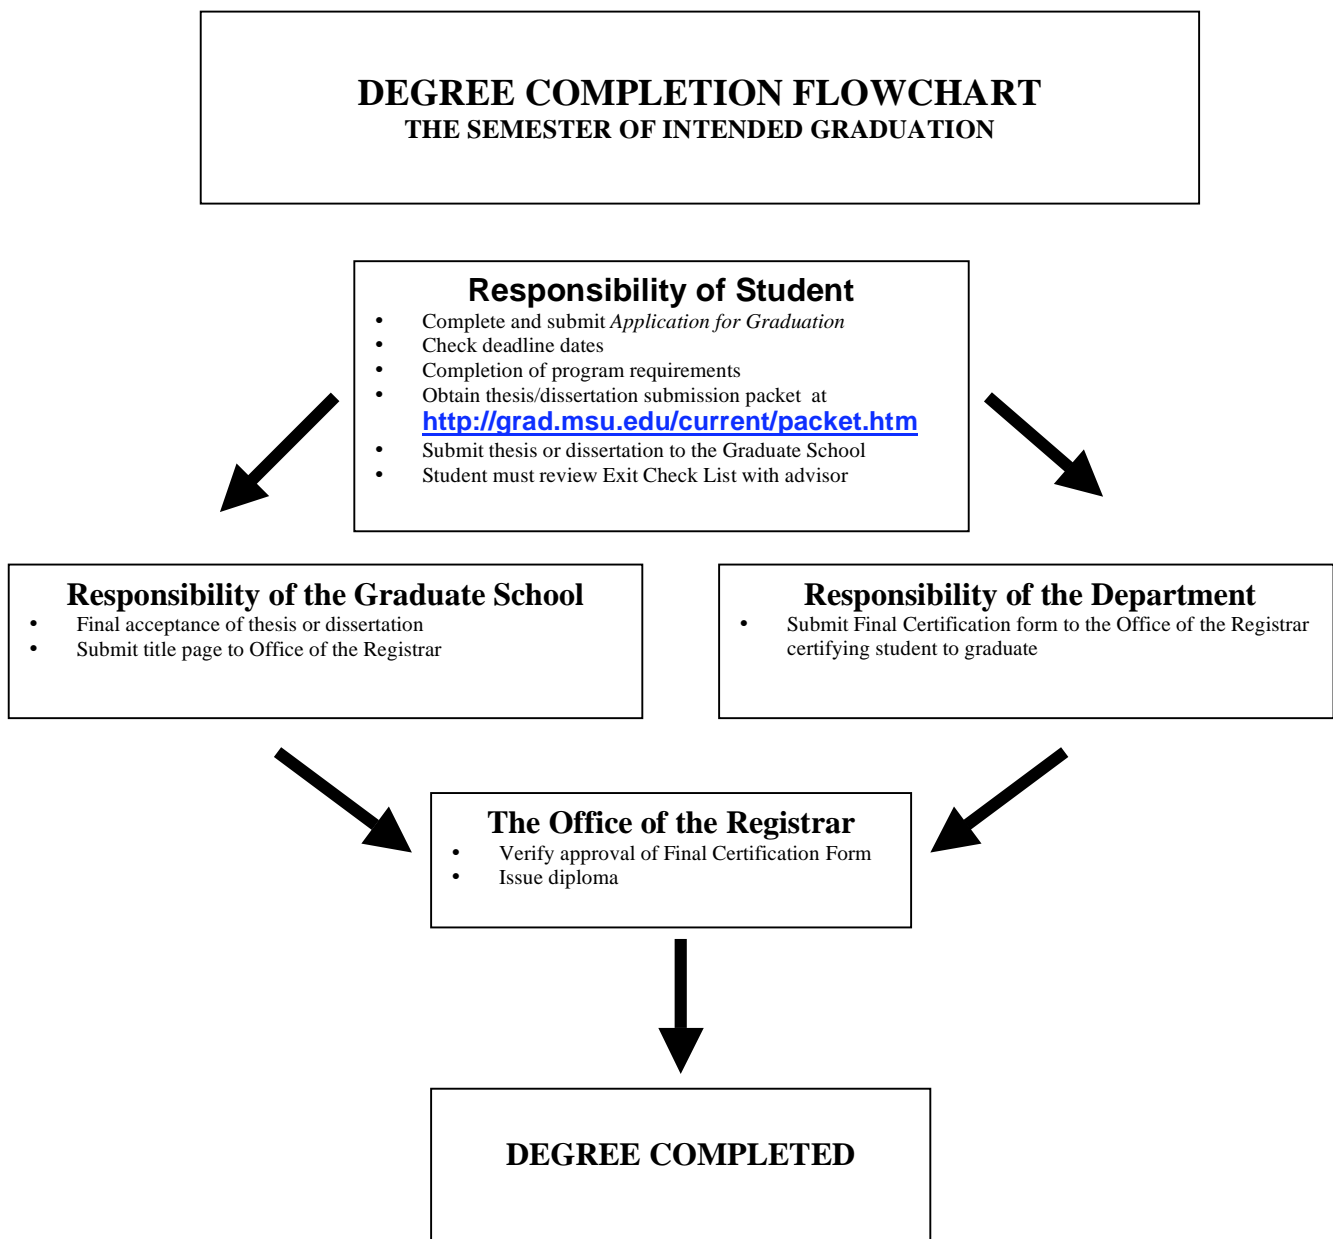 DEGREE COMPLETION FLOWCHART
THE SEMESTER OF INTENDED GRADUATION
Responsibility of Student
• Complete and submit Application for Graduation
• Check deadline dates
• Completion of program requirements
• Obtain thesis/dissertation submission packet at
http://grad.msu.edu/current/packet.htm
• Submit thesis or dissertation to the Graduate School
• Student must review Exit Check List with advisor
Responsibility of the Graduate School
• Final acceptance of thesis or dissertation
• Submit title page to Office of the Registrar
Responsibility of the Department
• Submit Final Certification form to the Office of the Registrar
certifying student to graduate
The Office of the Registrar
• Verify approval of Final Certification Form
• Issue diploma
DEGREE COMPLETED